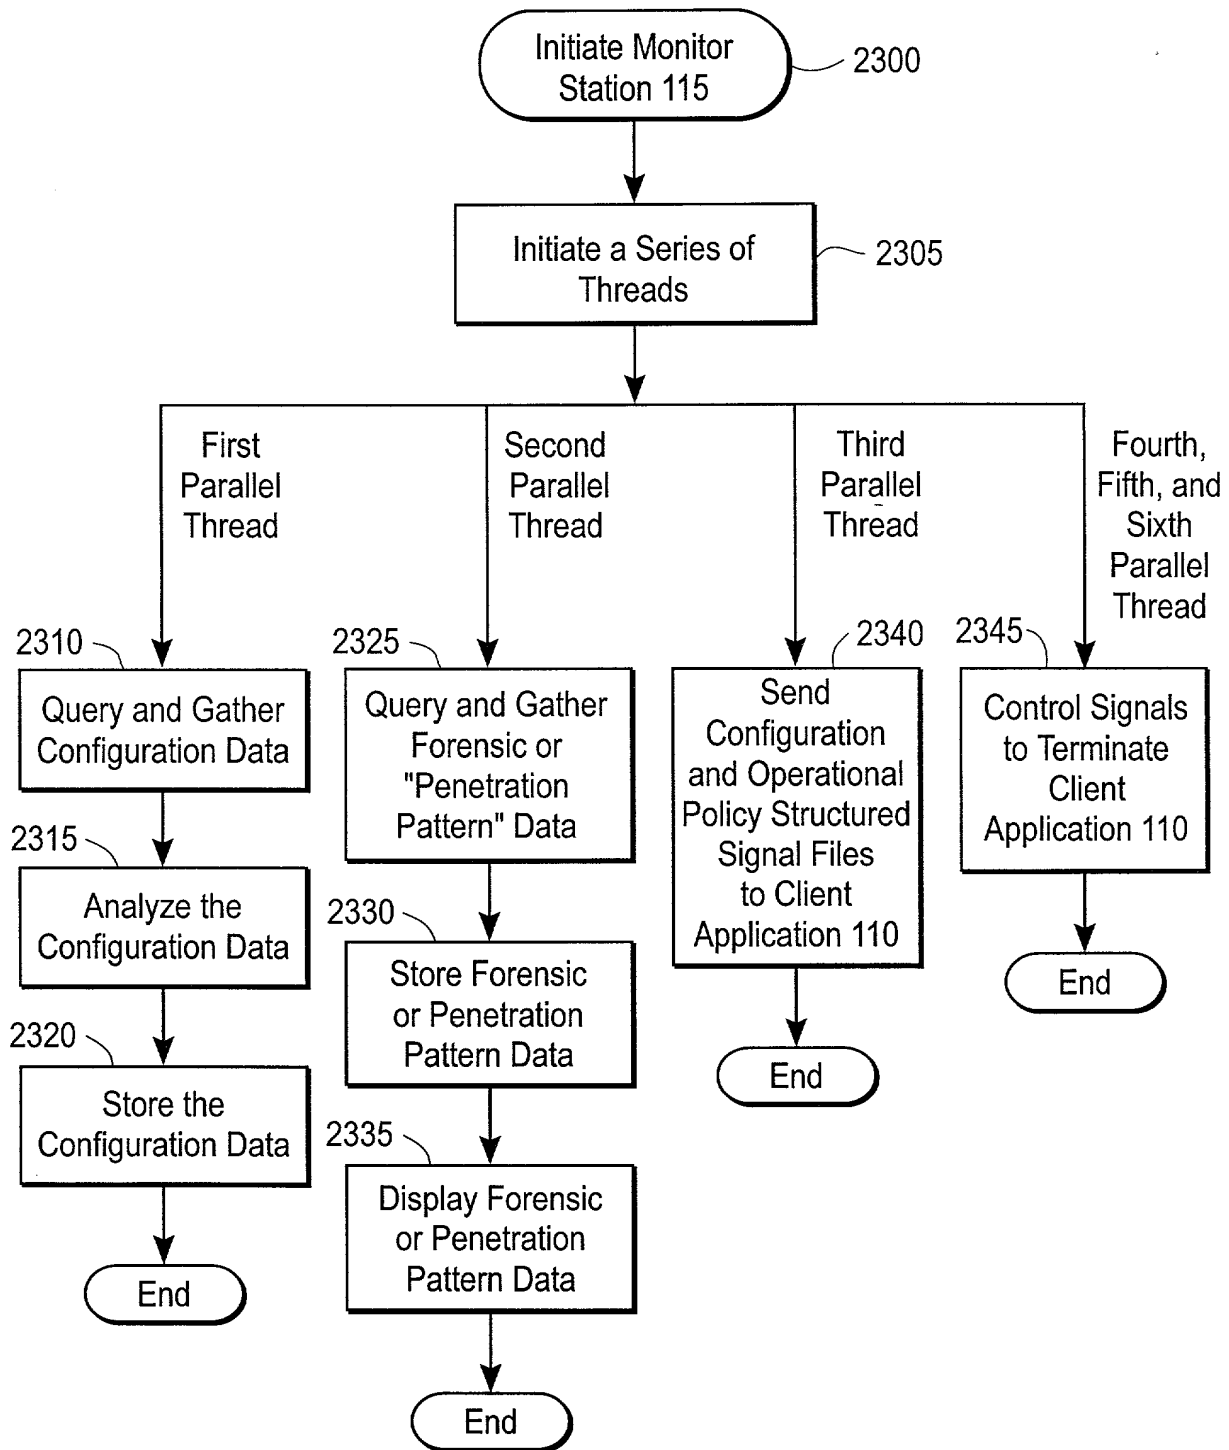 Initiate Monitor
Station 115
2300
Initiate a Series of
Threads
2305
First
Parallel
Thread
Second
Parallel
Thread
Third
Parallel
Thread
Fourth,
Fifth, and
Sixth
Parallel
Thread
2310
Query and Gather
Configuration Data
2315
Analyze the
Configuration Data
2320
Store the
Configuration Data
End
2325
Query and Gather
Forensic or
"Penetration
Pattern" Data
2330
Store Forensic
or Penetration
Pattern Data
2335
Display Forensic
or Penetration
Pattern Data
End
2340
Send
Configuration
and Operational
Policy Structured
Signal Files
to Client
Application 110
End
2345
Control Signals
to Terminate
Client
Application 110
End